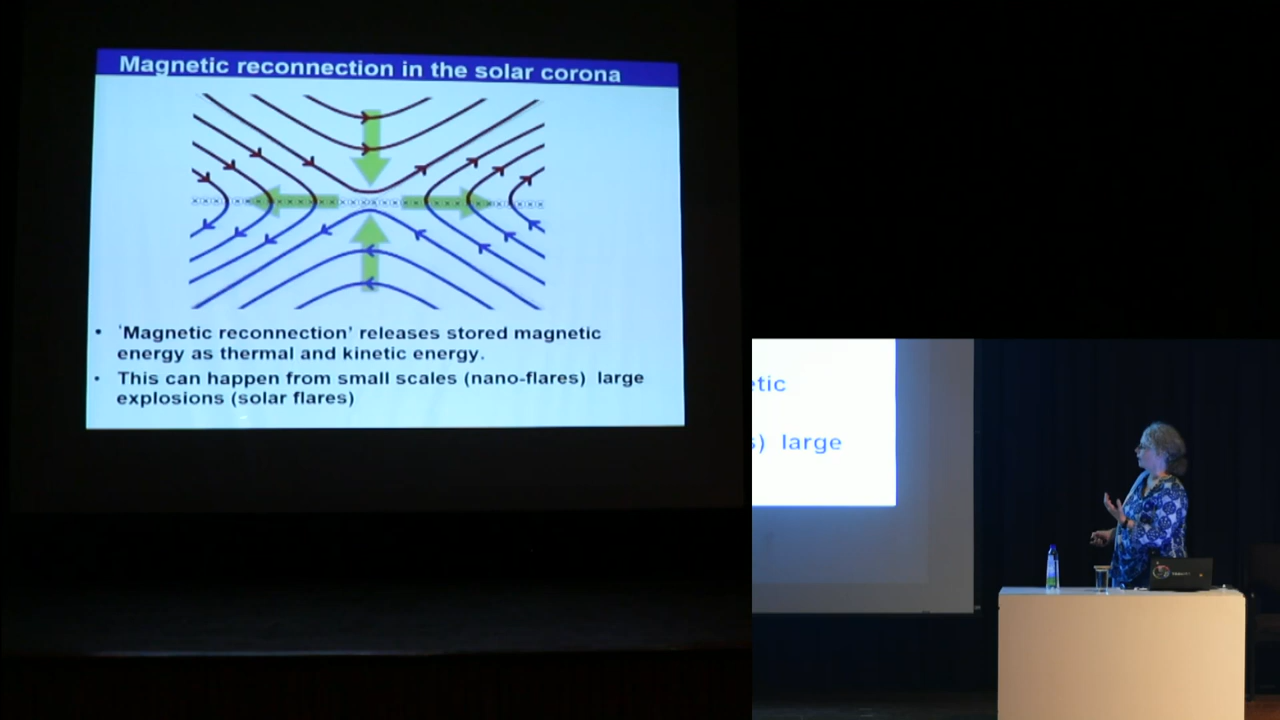 Magnetic reconnection in the solar corona
• 'Magnetic reconnection' releases stored magnetic
energy as thermal and kinetic energy.
• This can happen from small scales (nano-flares) large
explosions (solar flares)
etic
s) large